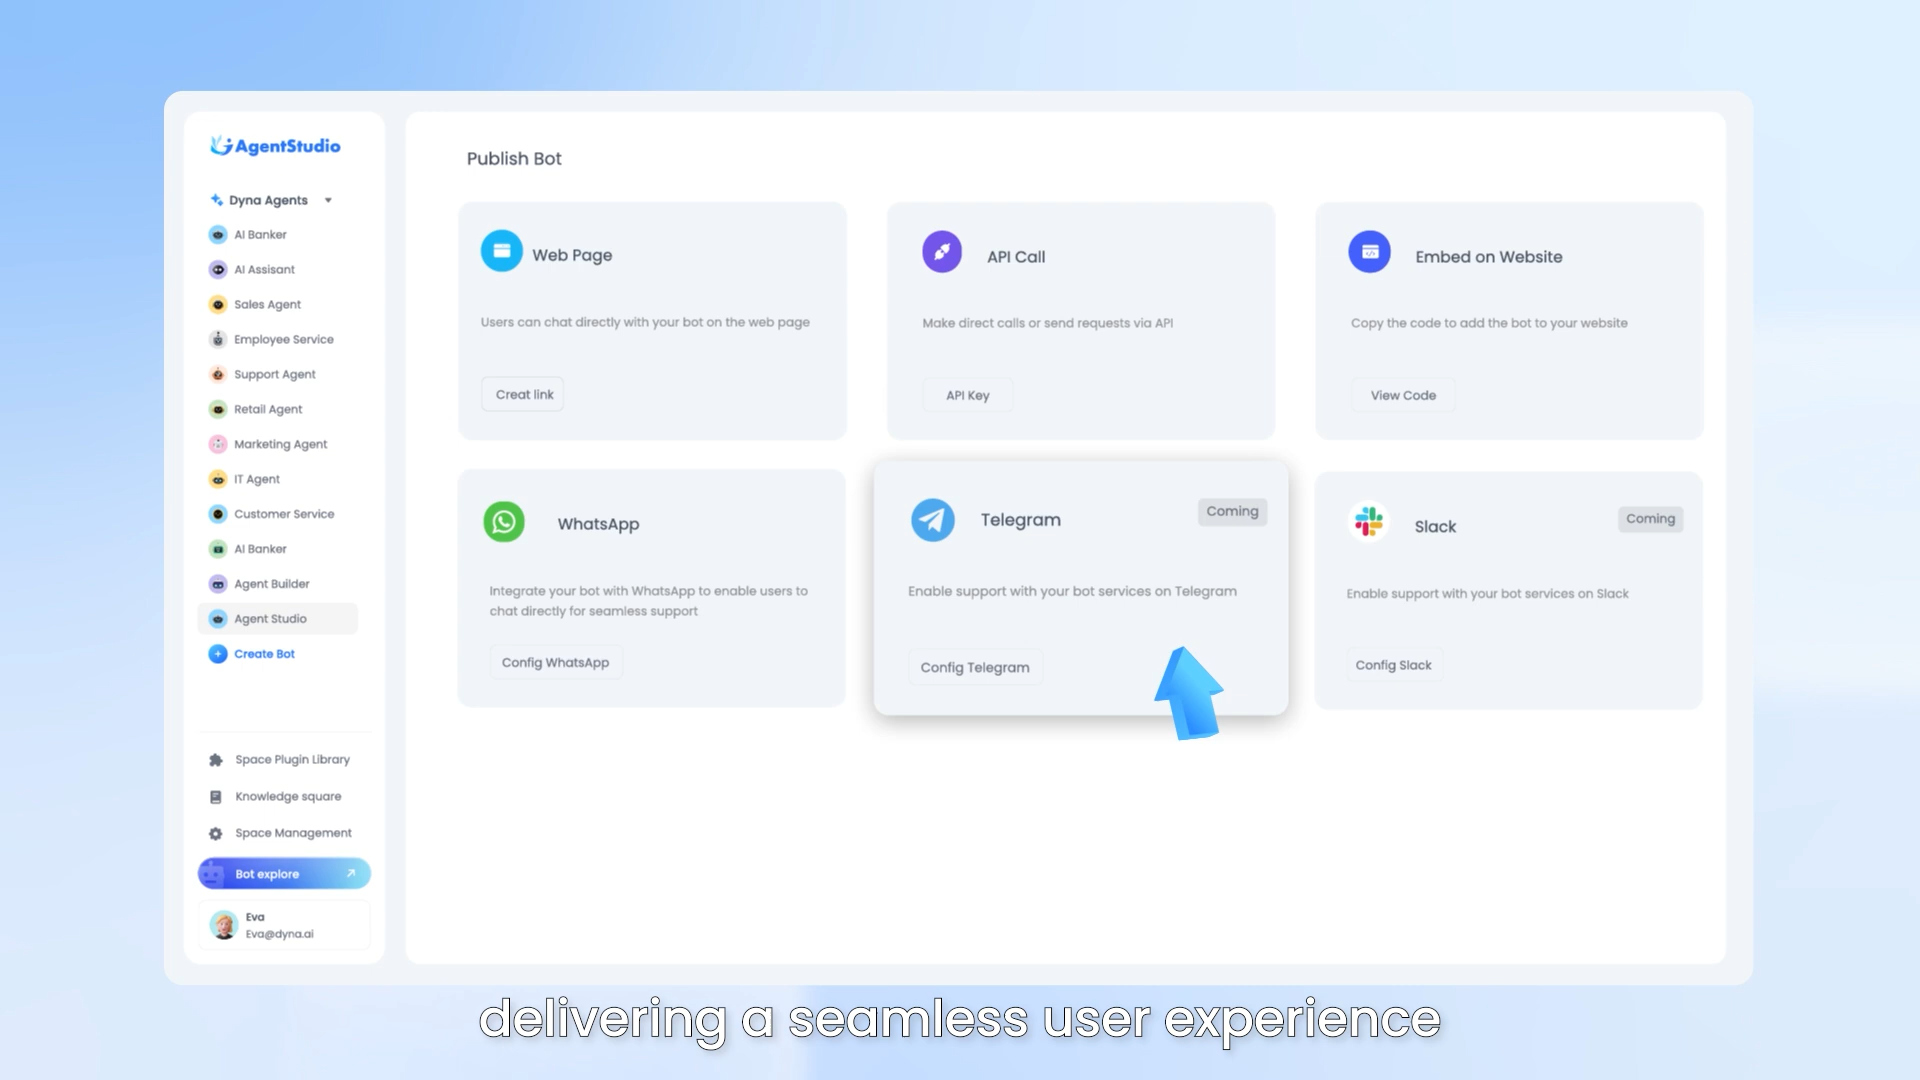 AgentStudio
Dyna Agents
AI Banker
AI Assisant
Sales Agent
Employee Service
Support Agent
Retail Agent
Marketing Agent
IT Agent
Customer Service
AI Banker
Agent Builder
Agent Studio
Create Bot
Space Plugin Library
Knowledge square
Space Management
Bot explore
Eva
Eva@dyna.ai
Publish Bot
Web Page
Users can chat directly with your bot on the web page
Creat link
API Call
Make direct calls or send requests via API
API Key
Embed on Website
Copy the code to add the bot to your website
View Code
WhatsApp
Integrate your bot with WhatsApp to enable users to
chat directly for seamless support
Config WhatsApp
Telegram
Coming
Enable support with your bot services on Telegram
Config Telegram
Slack
Coming
Enable support with your bot services on Slack
Config Slack
delivering a seamless user experience